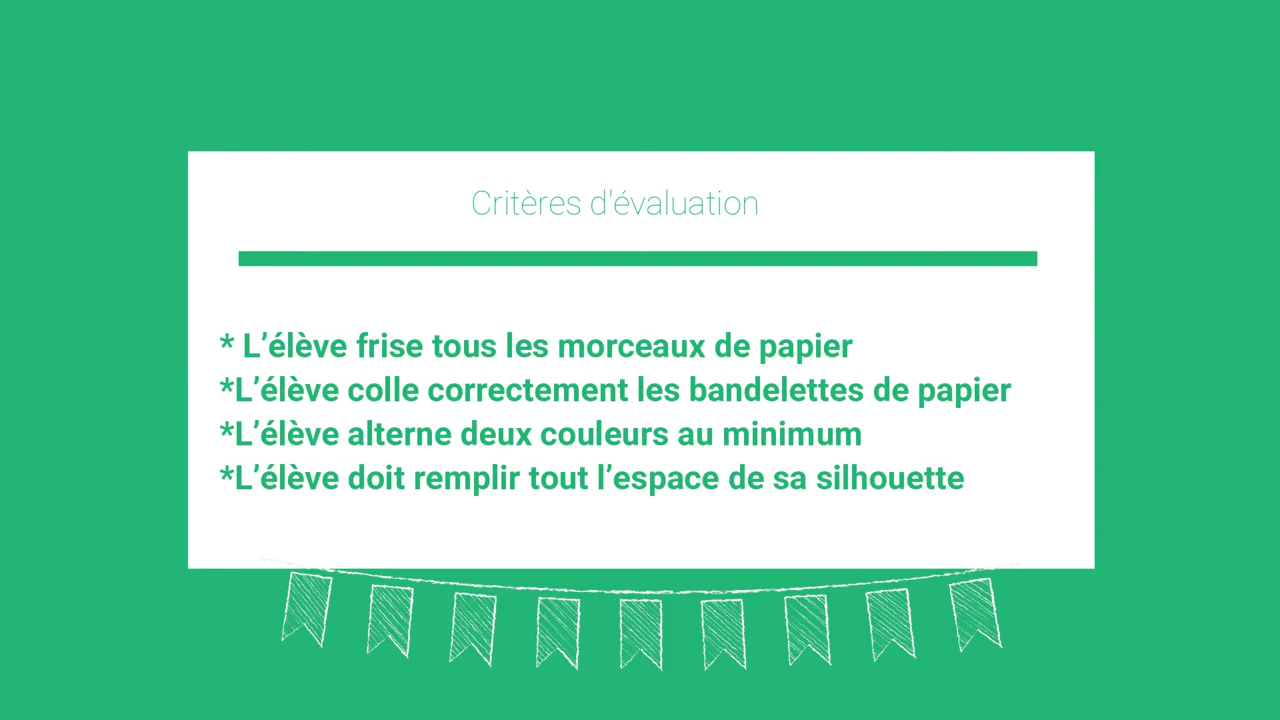 Critères d'évaluation
* L’élève frise tous les morceaux de papier
*L’élève colle correctement les bandelettes de papier
*L’élève alterne deux couleurs au minimum
*L’élève doit remplir tout l’espace de sa silhouette